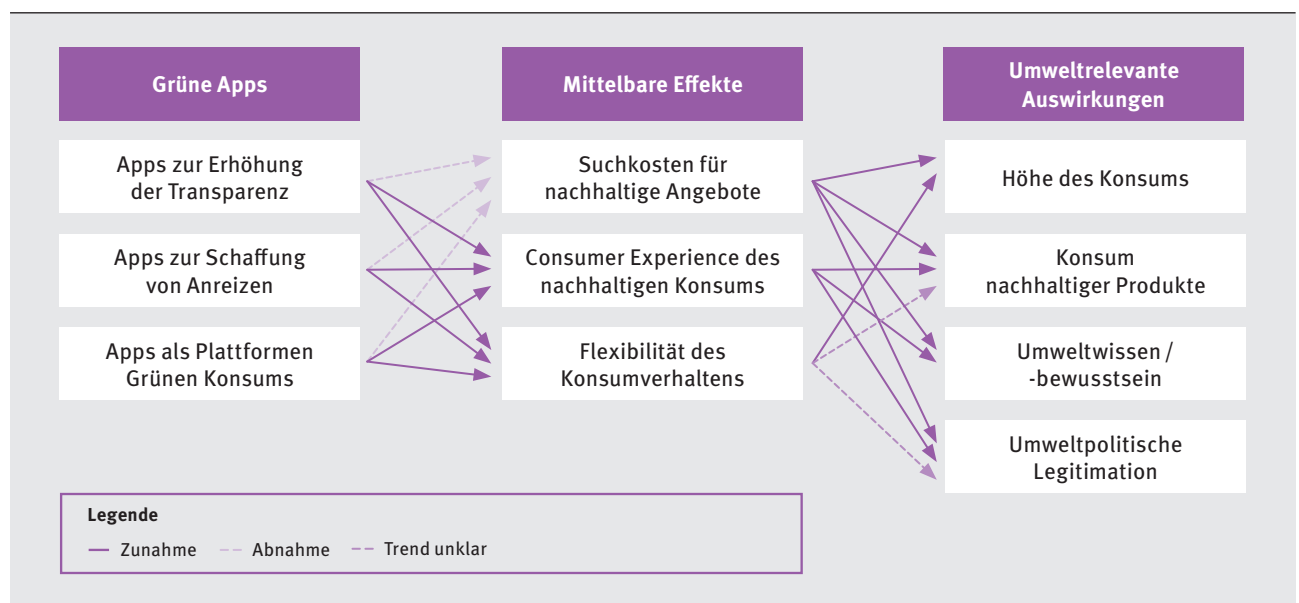 Grüne Apps
Apps zur Erhöhung
der Transparenz
Apps zur Schaffung
von Anreizen
Apps als Plattformen
Grünen Konsums
Mittelbare Effekte
Suchkosten für
nachhaltige Angebote
Consumer Experience des
nachhaltigen Konsums
Flexibilität des
Konsumverhaltens
Umweltrelevante
Auswirkungen
Höhe des Konsums
Konsum
nachhaltiger Produkte
Umweltwissen /
-bewusstsein
Umweltpolitische
Legitimation
Legende
Zunahme Abnahme Trend unklar